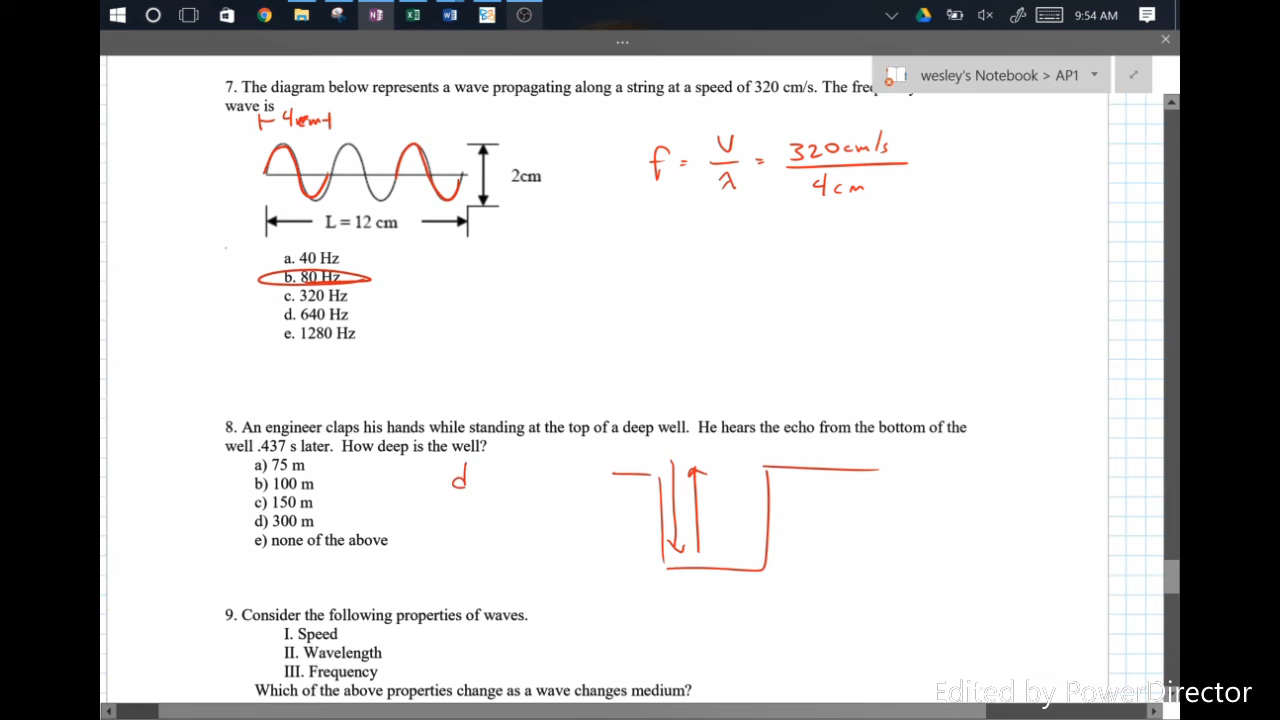 9:54 AM
...
wesley's Notebook > AP1
7. The diagram below represents a wave propagating along a string at a speed of 320 cm/s. The
wave is
4cm
2cm
L = 12 cm
f = V/λ = 320cm/s / 4cm
a. 40 Hz
b. 80 Hz
c. 320 Hz
d. 640 Hz
e. 1280 Hz
8. An engineer claps his hands while standing at the top of a deep well. He hears the echo from the bottom of the
well .437 s later. How deep is the well?
a) 75 m
b) 100 m
c) 150 m
d) 300 m
e) none of the above
d
9. Consider the following properties of waves.
I. Speed
II. Wavelength
III. Frequency
Which of the above properties change as a wave changes medium?
Edited by PowerDirector